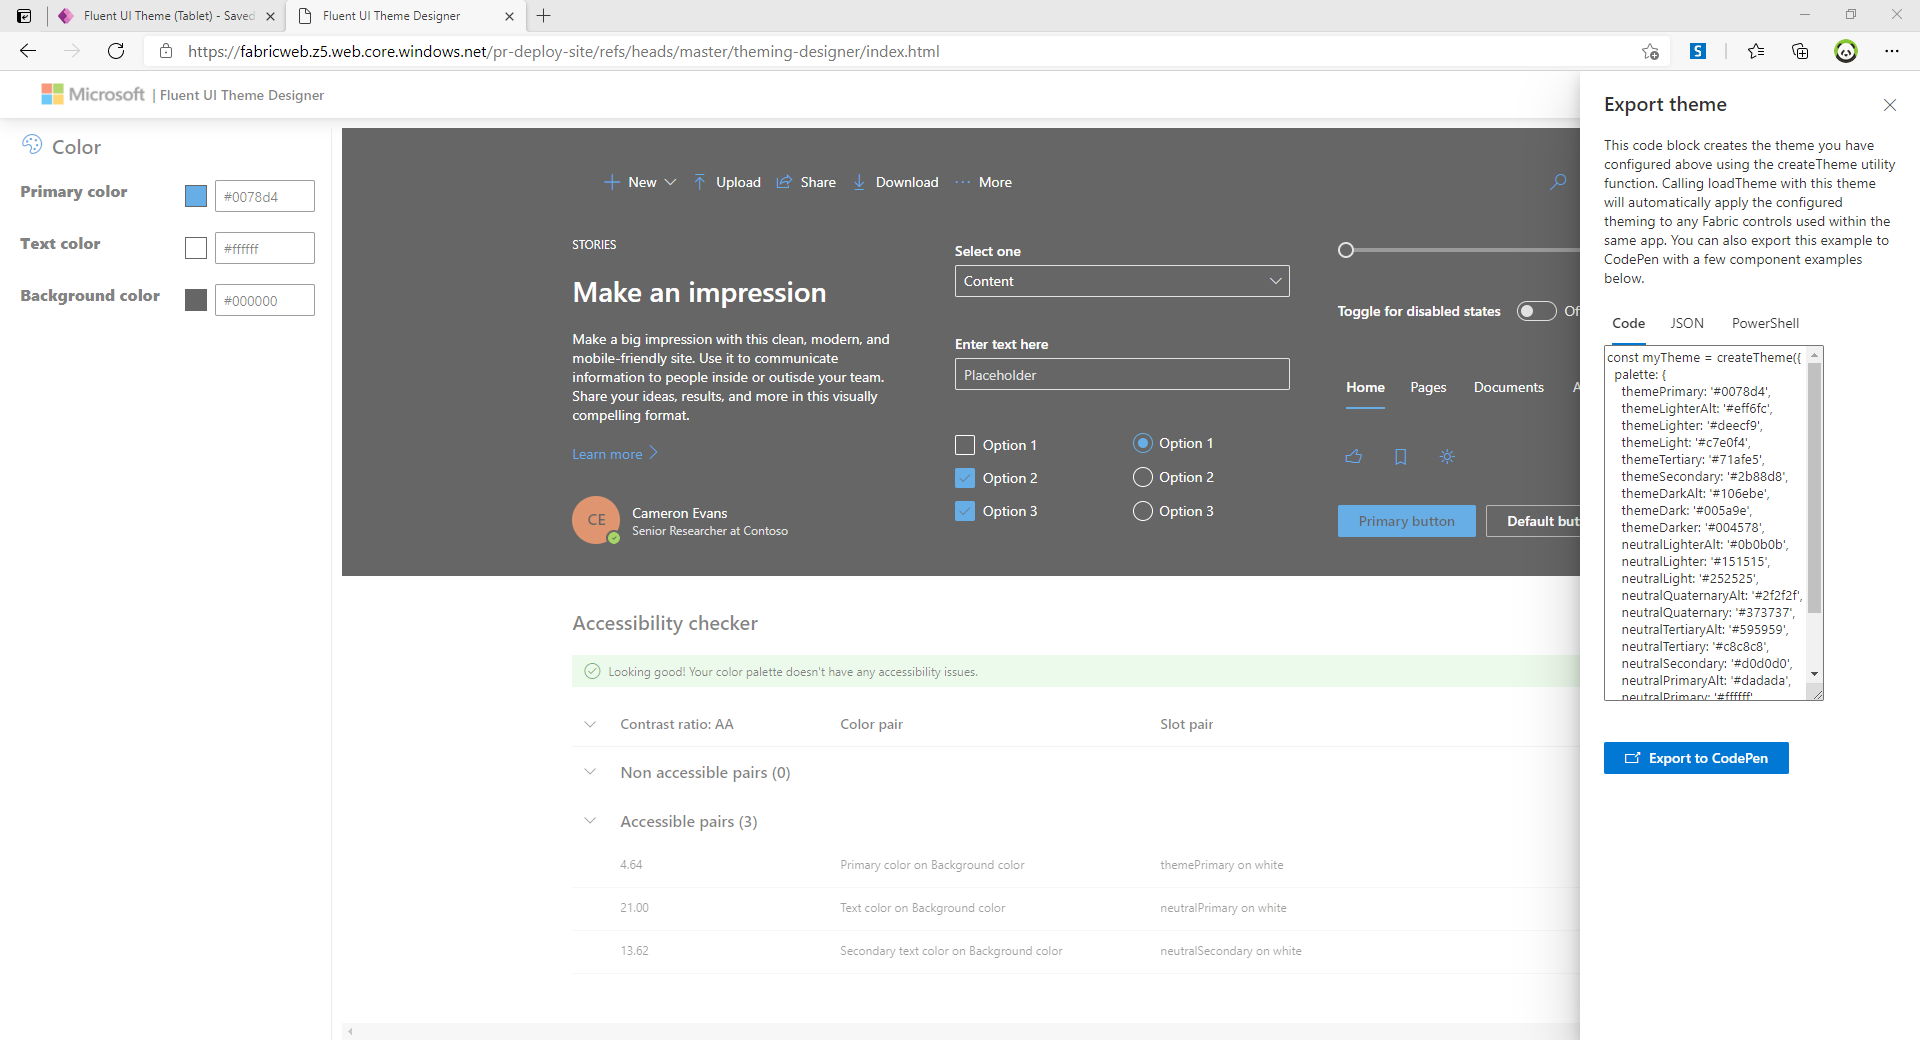 Fluent UI Theme (Tablet) - Saved
Fluent UI Theme Designer
https://fabricweb.z5.web.core.windows.net/pr-deploy-site/refs/heads/master/theming-designer/index.html
S
Microsoft | Fluent UI Theme Designer
Color
Primary color
#0078d4
Text color
#ffffff
Background color
#000000
New
Upload
Share
Download
More
STORIES
Make an impression
Make a big impression with this clean, modern, and
mobile-friendly site. Use it to communicate
information to people inside or outisde your team.
Share your ideas, results, and more in this visually
compelling format.
Learn more
CE
Cameron Evans
Senior Researcher at Contoso
Select one
Content
Enter text here
Placeholder
Option 1
Option 2
Option 3
Option 1
Option 2
Option 3
Toggle for disabled states
Of
Home
Pages
Documents
A
Primary button
Default but
Accessibility checker
Looking good! Your color palette doesn't have any accessibility issues.
Contrast ratio: AA
Color pair
Slot pair
Non accessible pairs (0)
Accessible pairs (3)
4.64
Primary color on Background color
themePrimary on white
21.00
Text color on Background color
neutralPrimary on white
13.62
Secondary text color on Background color
neutralSecondary on white
Export theme
This code block creates the theme you have
configured above using the createTheme utility
function. Calling loadTheme with this theme
will automatically apply the configured
theming to any Fabric controls used within the
same app. You can also export this example to
CodePen with a few component examples
below.
Code
JSON
PowerShell
const myTheme = createTheme({
palette: {
themePrimary: '#0078d4',
themeLighterAlt: '#eff6fc',
themeLighter: '#deecf9',
themeLight: '#c7e0f4',
themeTertiary: '#71afe5',
themeSecondary: '#2b88d8',
themeDarkAlt: '#106ebe',
themeDark: '#005a9e',
themeDarker: '#004578',
neutralLighterAlt: '#0b0b0b',
neutralLighter: '#151515',
neutralLight: '#252525',
neutralQuaternaryAlt: '#2f2f2f',
neutralQuaternary: '#373737',
neutralTertiaryAlt: '#595959',
neutralTertiary: '#c8c8c8',
neutralSecondary: '#d0d0d0',
neutralPrimaryAlt: '#dadada',
neutralPrimary: '#ffffff'
Export to CodePen